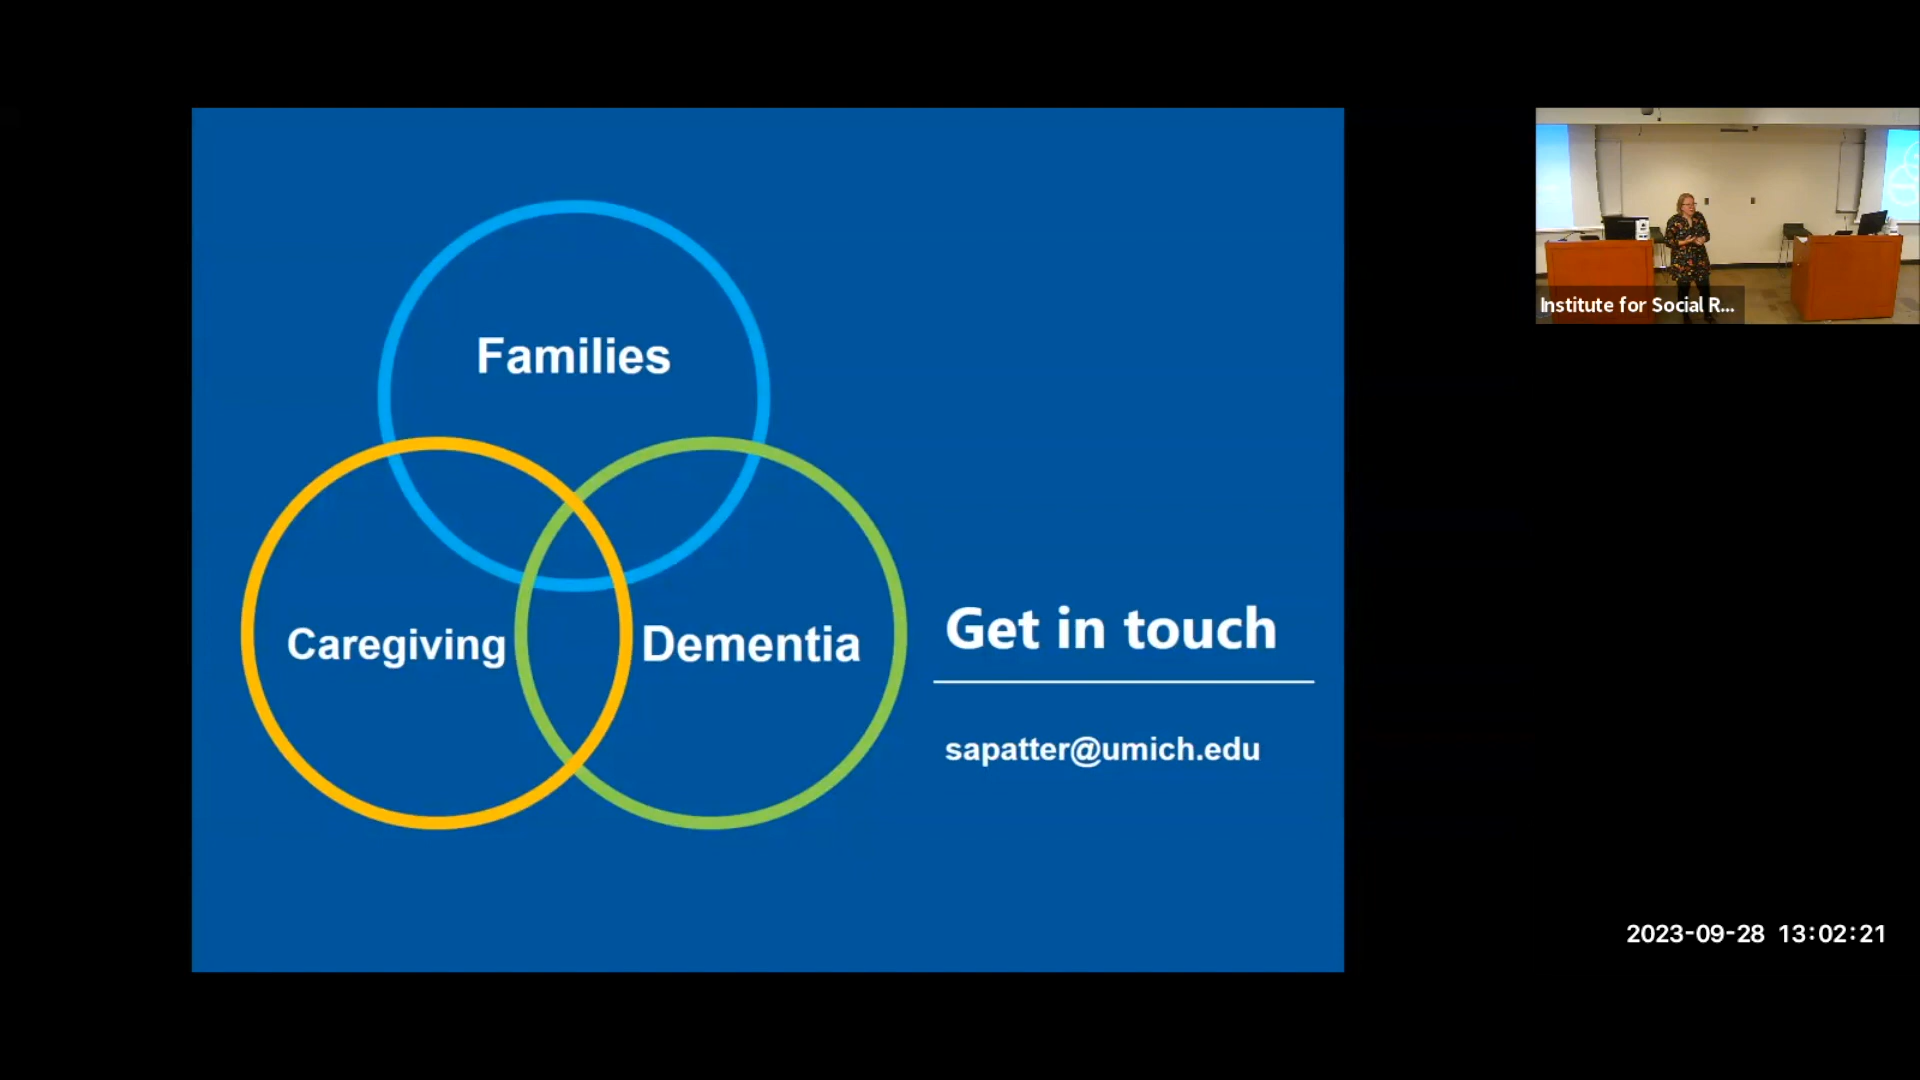 Families
Caregiving
Dementia
Get in touch
sapatter@umich.edu
Institute for Social R...
2023-09-28 13:02:21